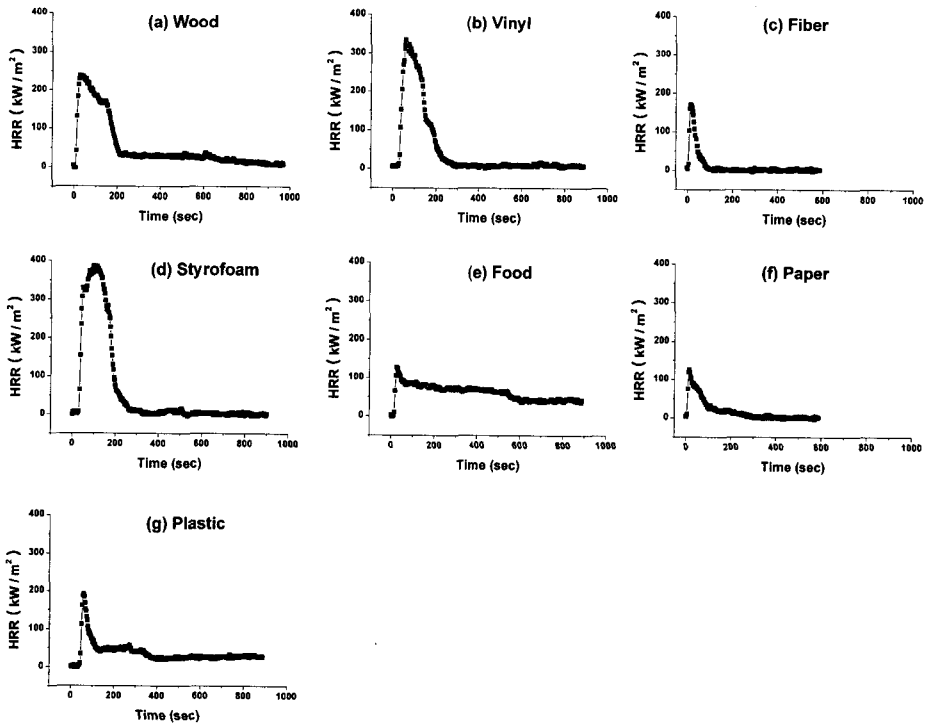 (a) Wood
HRR ( kW / m²)
400
300
200
100
0
0 200 400 600 800 1000
Time (sec)
(b) Vinyl
HRR ( kW / m²)
400
300
200
100
0
0 200 400 600 800 1000
Time (sec)
(c) Fiber
HRR ( kW / m²)
400
300
200
100
0
0 200 400 600 800 1000
Time (sec)
(d) Styrofoam
HRR ( kW / m²)
400
300
200
100
0
0 200 400 600 800 1000
Time (sec)
(e) Food
HRR ( kW / m²)
400
300
200
100
0
0 200 400 600 800 1000
Time (sec)
(f) Paper
HRR ( kW / m²)
400
300
200
100
0
0 200 400 600 800 1000
Time (sec)
(g) Plastic
HRR ( kW / m²)
400
300
200
100
0
0 200 400 600 800 1000
Time (sec)